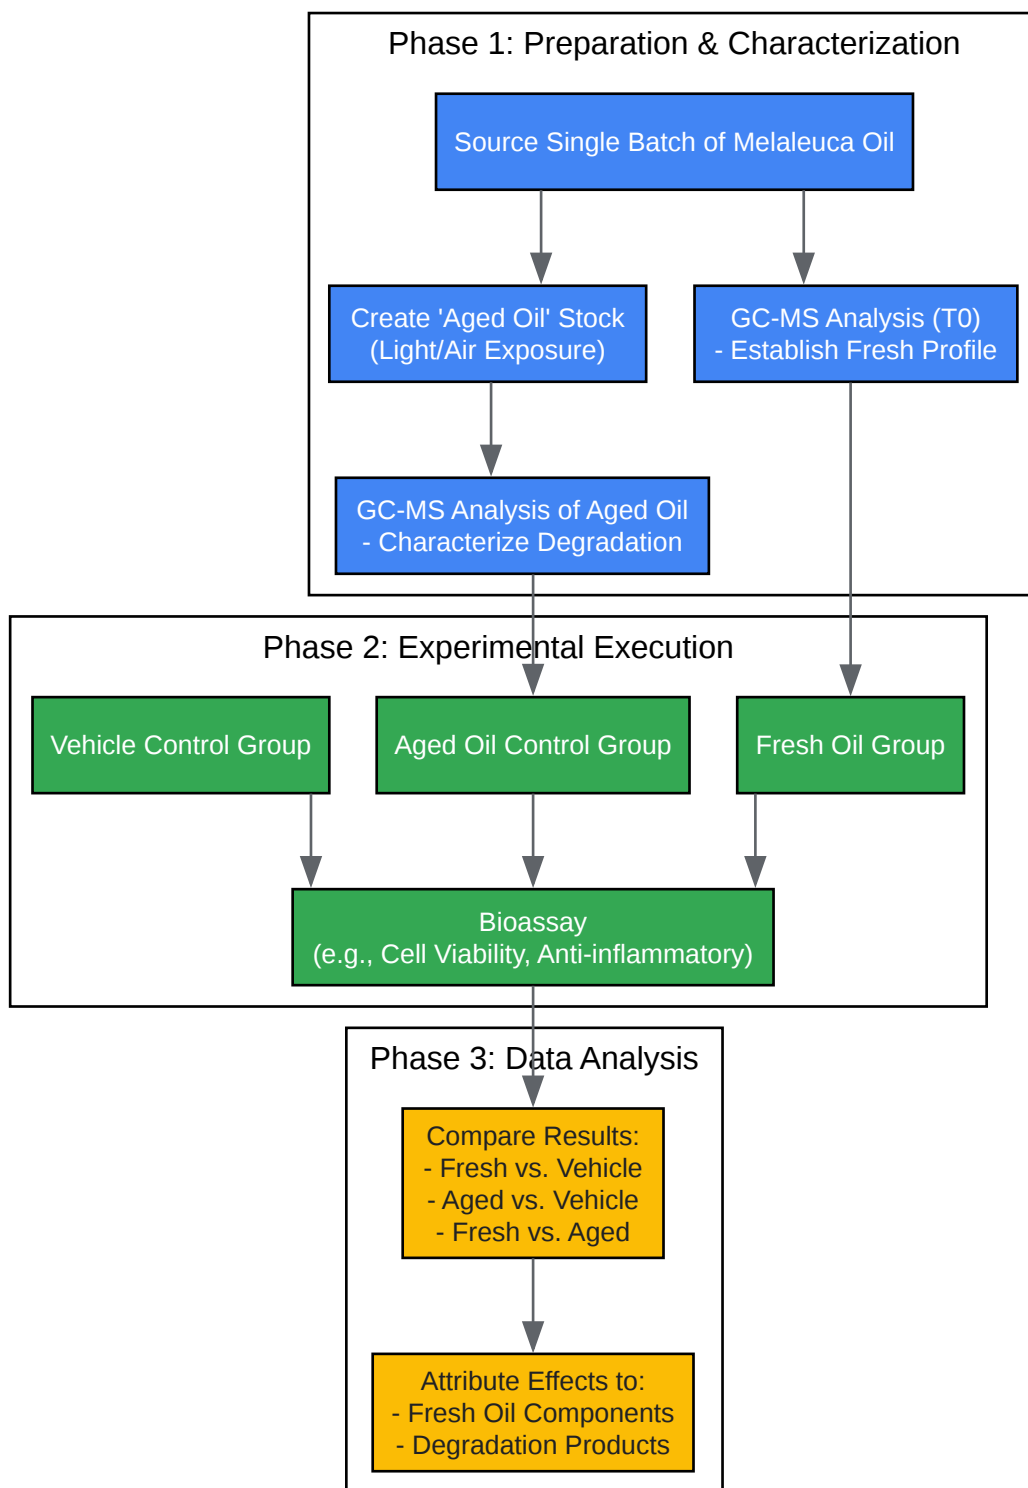 Phase 1: Preparation & Characterization
Source Single Batch of Melaleuca Oil
Create 'Aged Oil' Stock
(Light/Air Exposure)
GC-MS Analysis (T0)
- Establish Fresh Profile
GC-MS Analysis of Aged Oil
- Characterize Degradation
Phase 2: Experimental Execution
Vehicle Control Group
Aged Oil Control Group
Fresh Oil Group
Bioassay
(e.g., Cell Viability, Anti-inflammatory)
Phase 3: Data Analysis
Compare Results:
- Fresh vs. Vehicle
- Aged vs. Vehicle
- Fresh vs. Aged
Attribute Effects to:
- Fresh Oil Components
- Degradation Products